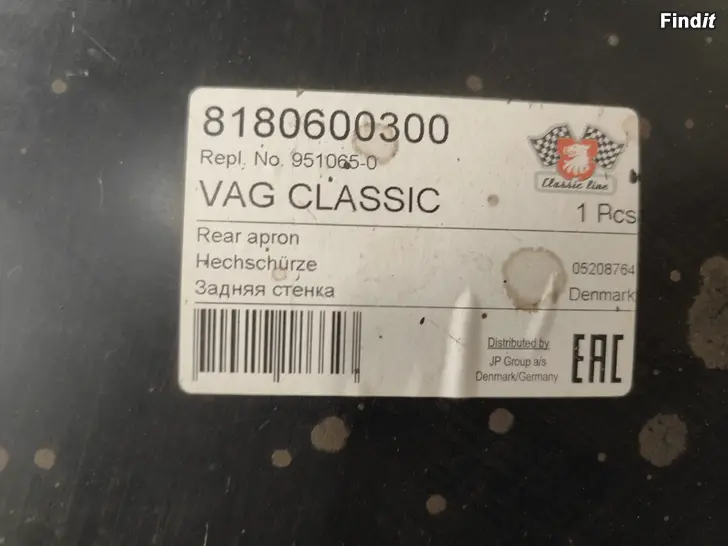 Findit
8180600300
Repl. No. 951065-0
Classic line
VAG CLASSIC
1 Pcs
Rear apron
Hechschürze
05208764
Задняя стенка
Denmark
Distributed by
JP Group a/s
Denmark/Germany
EAC